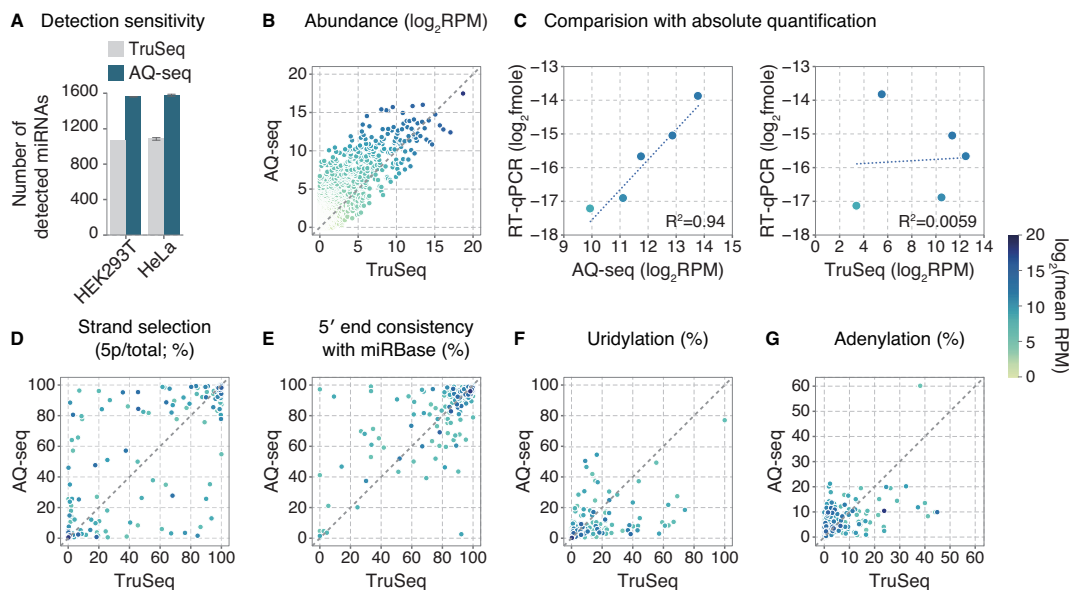 A Detection sensitivity
TruSeq
AQ-seq
Number of
detected miRNAs
1600
1200
800
400
0
HEK293T
HeLa
B Abundance (log₂RPM)
AQ-seq
20
15
10
5
0
0 5 10 15 20
TruSeq
C Comparision with absolute quantification
RT-qPCR (log₂fmole)
−13
−14
−15
−16
−17
−18
R²=0.94
9 10 11 12 13 14 15
AQ-seq (log₂RPM)
RT-qPCR (log₂fmole)
−13
−14
−15
−16
−17
−18
R²=0.0059
0 2 4 6 8 10 12 14
TruSeq (log₂RPM)
20
15
10
5
0
log₂(mean RPM)
D Strand selection
(5p/total; %)
AQ-seq
100
80
60
40
20
0
0 20 40 60 80 100
TruSeq
E 5′ end consistency
with miRBase (%)
AQ-seq
100
80
60
40
20
0
0 20 40 60 80 100
TruSeq
F Uridylation (%)
AQ-seq
100
80
60
40
20
0
0 20 40 60 80 100
TruSeq
G Adenylation (%)
AQ-seq
60
50
40
30
20
10
0
0 10 20 30 40 50 60
TruSeq